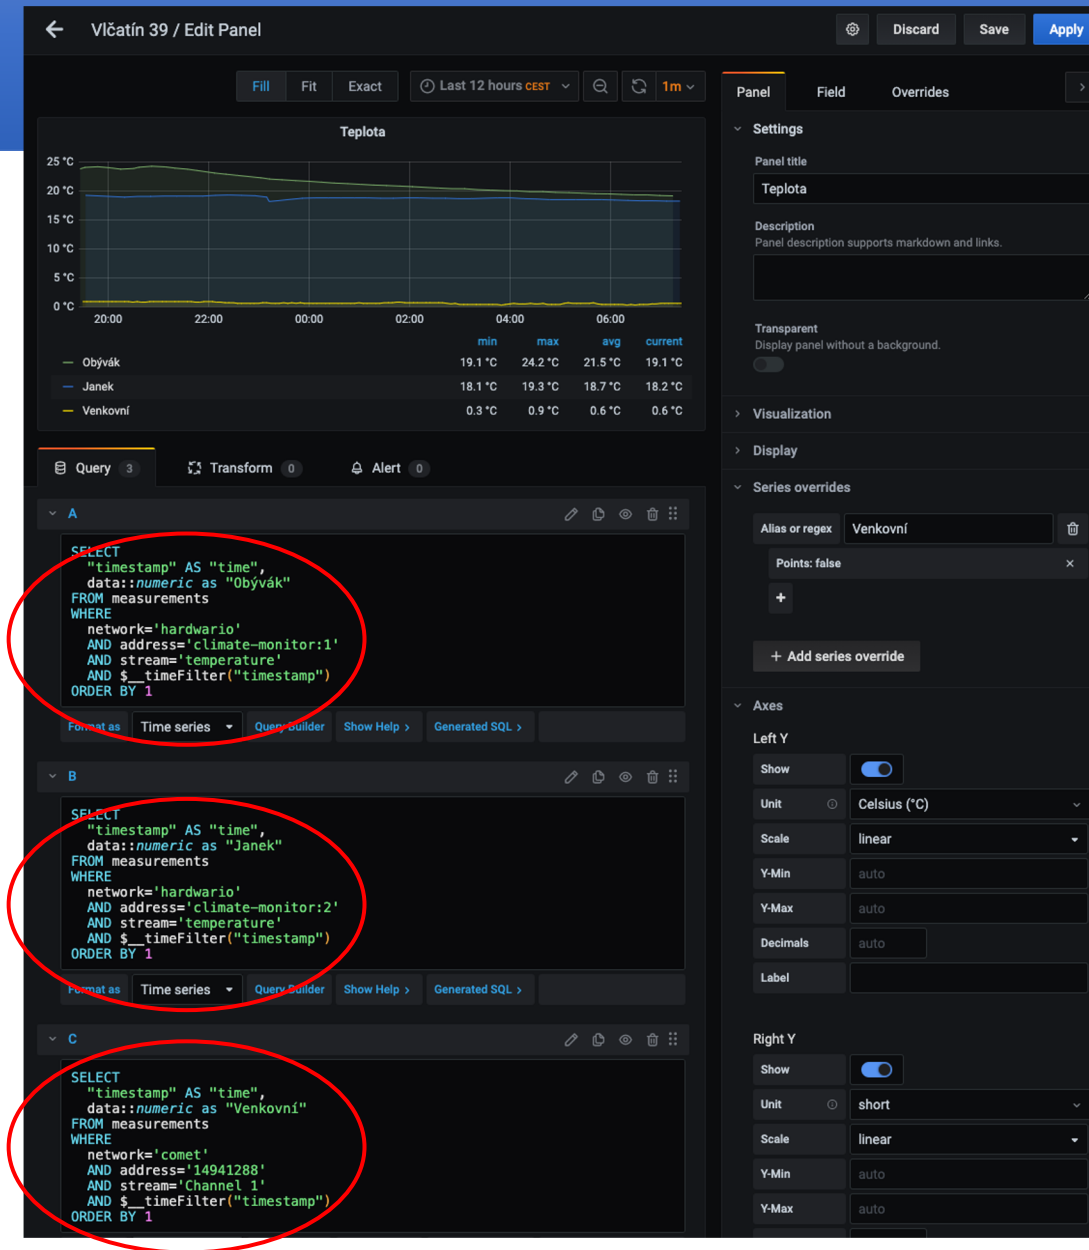 Vlčatín 39 / Edit Panel
Discard
Save
Apply
Fill
Fit
Exact
Last 12 hours CEST
1m
Panel
Field
Overrides
Teplota
25 °C
20 °C
15 °C
10 °C
5 °C
0 °C
20:00
22:00
00:00
02:00
04:00
06:00
min max avg current
Obývák 19.1 °C 24.2 °C 21.5 °C 19.1 °C
Janek 18.1 °C 19.3 °C 18.7 °C 18.2 °C
Venkovní 0.3 °C 0.9 °C 0.6 °C 0.6 °C
Query 3
Transform 0
Alert 0
A
SELECT
"timestamp" AS "time",
data::numeric as "Obývák"
FROM measurements
WHERE
network='hardwario'
AND address='climate-monitor:1'
AND stream='temperature'
AND $__timeFilter("timestamp")
ORDER BY 1
Format as
Time series
Query Builder
Show Help >
Generated SQL >
B
SELECT
"timestamp" AS "time",
data::numeric as "Janek"
FROM measurements
WHERE
network='hardwario'
AND address='climate-monitor:2'
AND stream='temperature'
AND $__timeFilter("timestamp")
ORDER BY 1
Format as
Time series
Query Builder
Show Help >
Generated SQL >
C
SELECT
"timestamp" AS "time",
data::numeric as "Venkovní"
FROM measurements
WHERE
network='comet'
AND address='14941288'
AND stream='Channel 1'
AND $__timeFilter("timestamp")
ORDER BY 1
Settings
Panel title
Teplota
Description
Panel description supports markdown and links.
Transparent
Display panel without a background.
Visualization
Display
Series overrides
Alias or regex
Venkovní
Points: false
+ Add series override
Axes
Left Y
Show
Unit
Celsius (°C)
Scale
linear
Y-Min
auto
Y-Max
auto
Decimals
auto
Label
Right Y
Show
Unit
short
Scale
linear
Y-Min
auto
Y-Max
auto